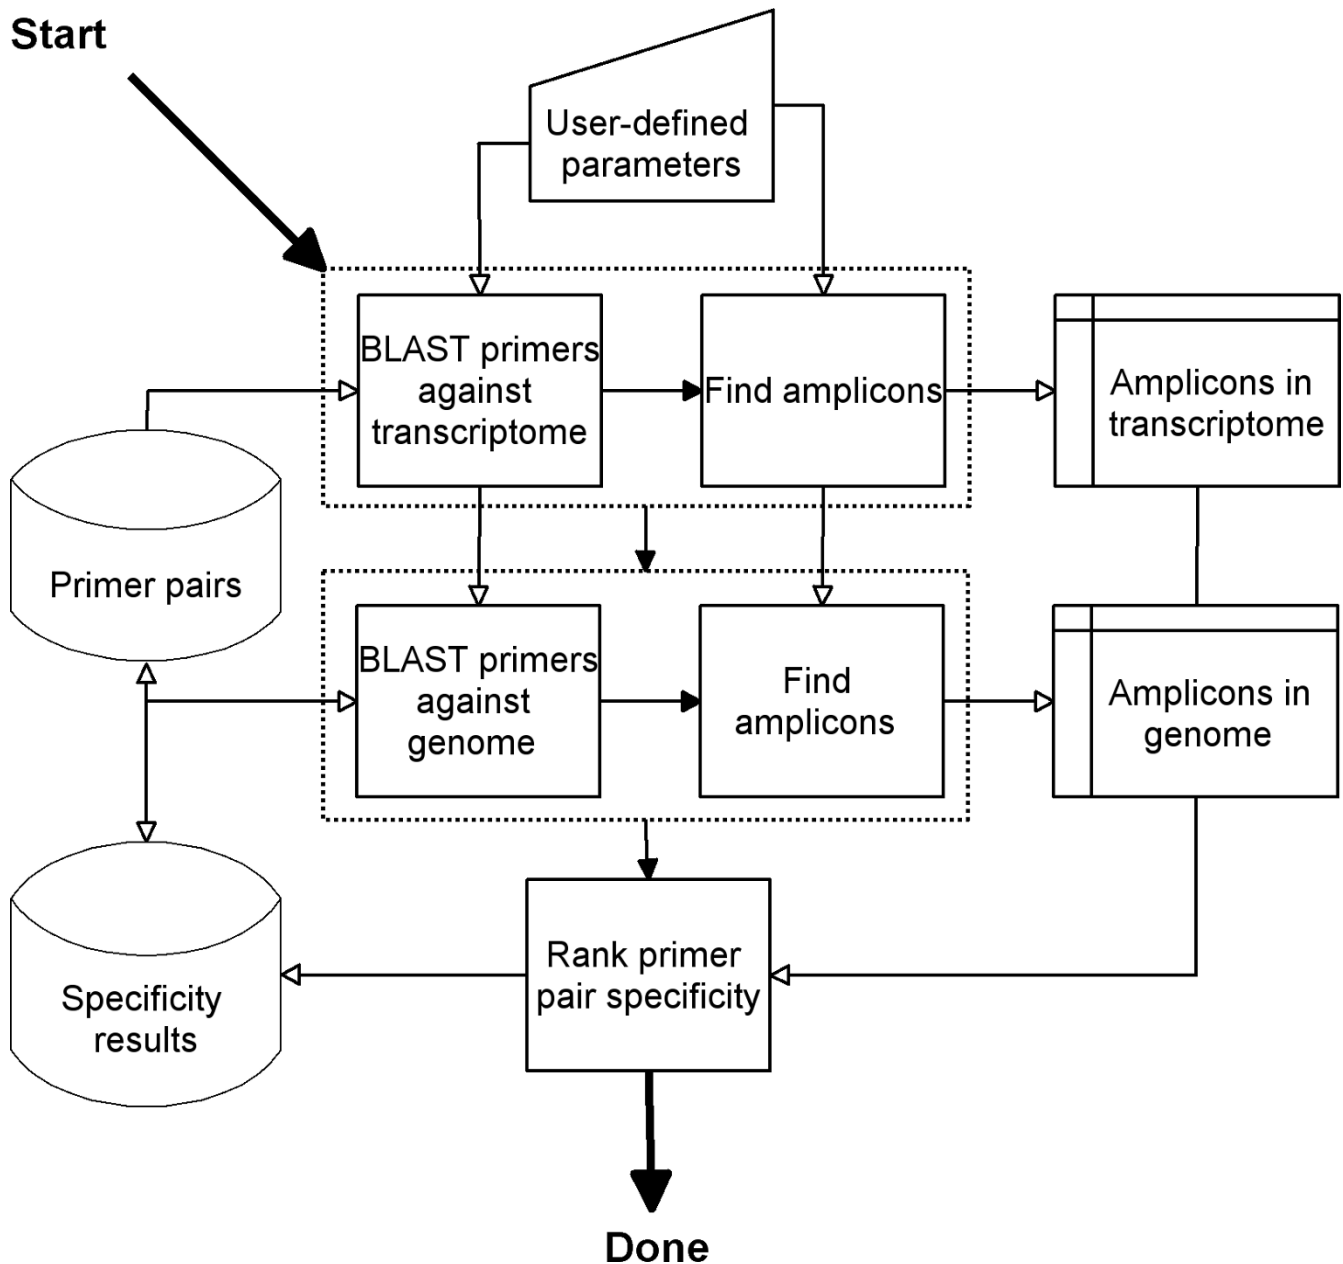 Start
User-defined
parameters
BLAST primers
against
transcriptome
Find amplicons
Amplicons in
transcriptome
Primer pairs
BLAST primers
against
genome
Find
amplicons
Amplicons in
genome
Rank primer
pair specificity
Specificity
results
Done